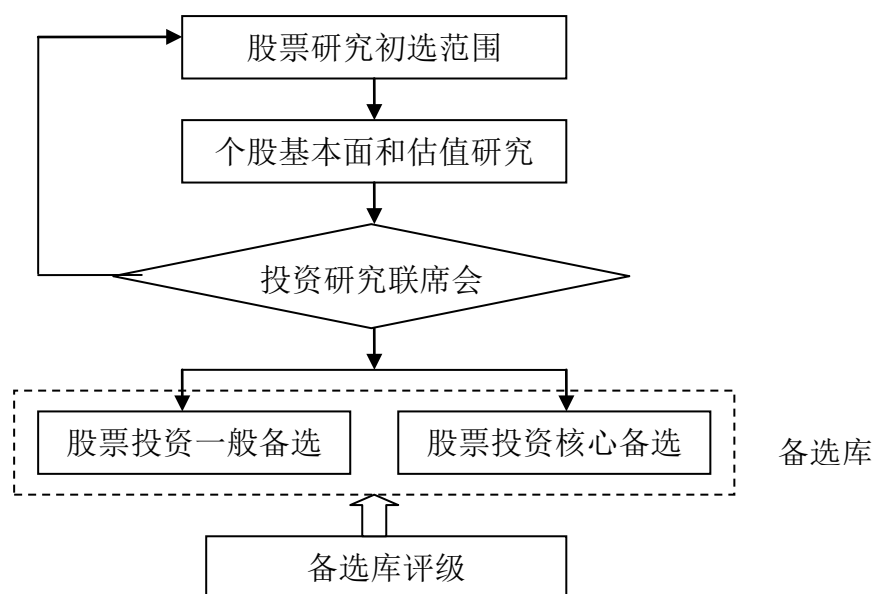 股票研究初选范围
个股基本面和估值研究
投资研究联席会
股票投资一般备选
股票投资核心备选
备选库
备选库评级